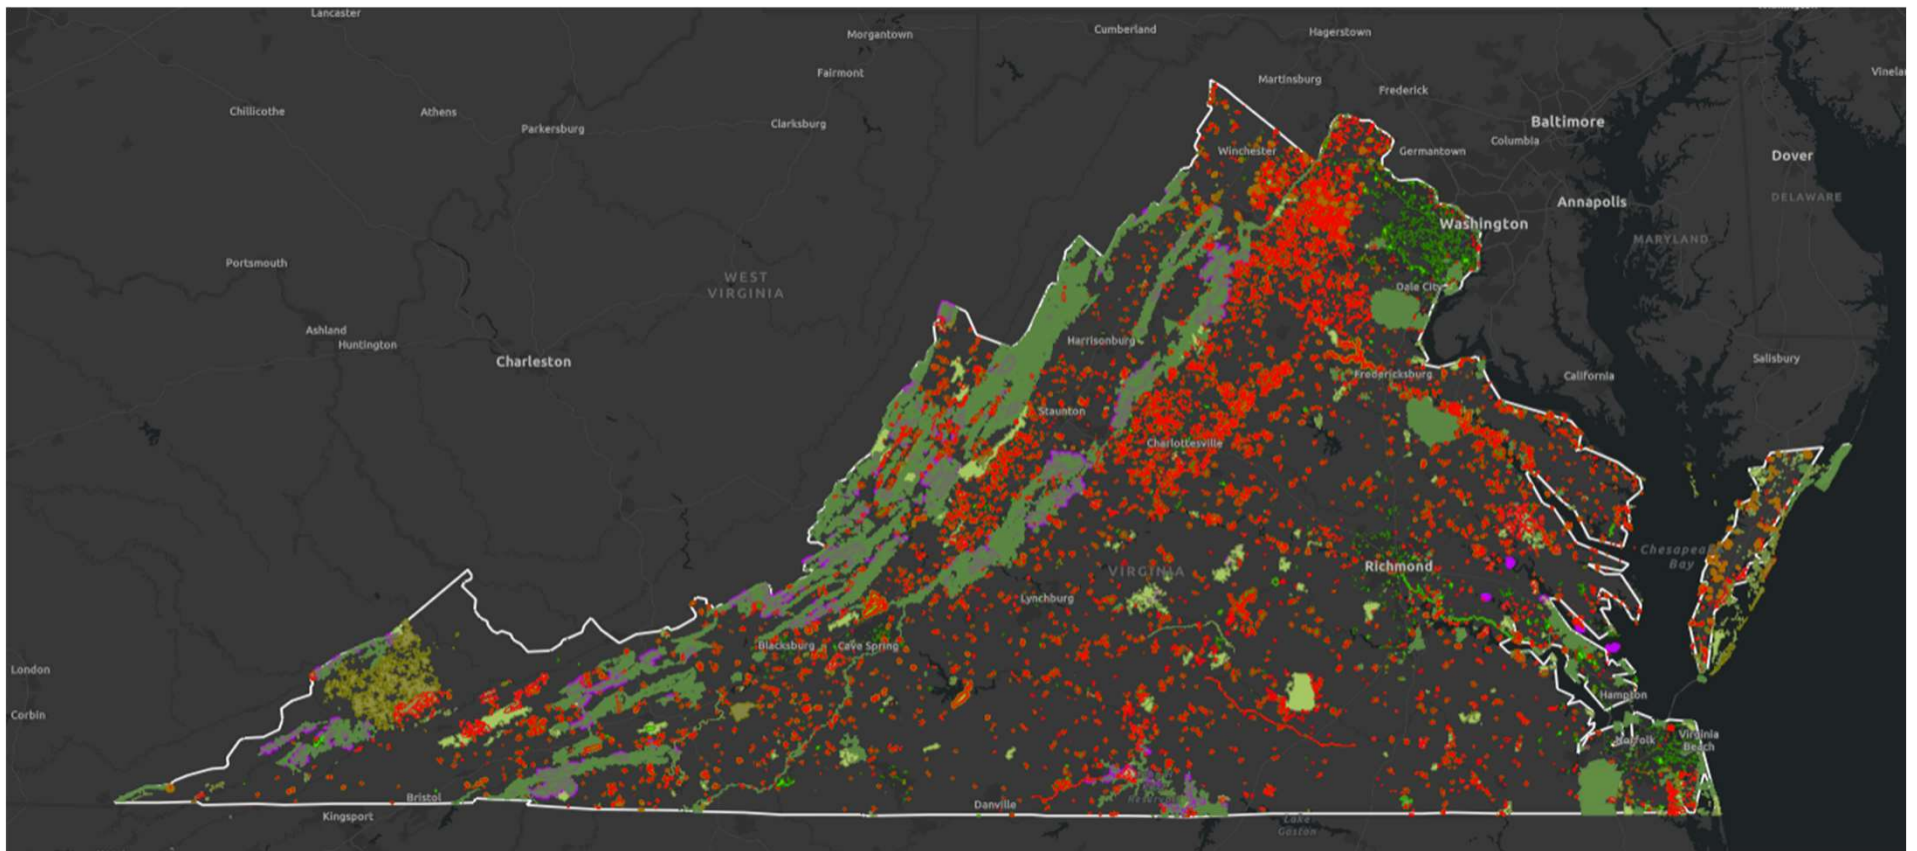 Lancaster
Cumberland
Morgantown
Hagerstown
Fairmont
Martinsburg
Frederick
Vinela
Chillicothe
Athens
Parkersburg
Clarksburg
Baltimore
Columbia
Winchester
Germantown
Dover
DELAWARE
Annapolis
Washington
MARYLAND
Portsmouth
WEST
VIRGINIA
Dale City
Ashland
Huntington
Harrisonburg
Charleston
Salisbury
Fredericksburg
California
Staunton
Charlottesville
Chesapea
Bay
Richmond
VIRGINIA
Lynchburg
Blacksburg
Cave Spring
London
Hampton
Corbin
Norfolk
Virginia
Beach
Bristol
Danville
Kingsport
Lake
Gaston